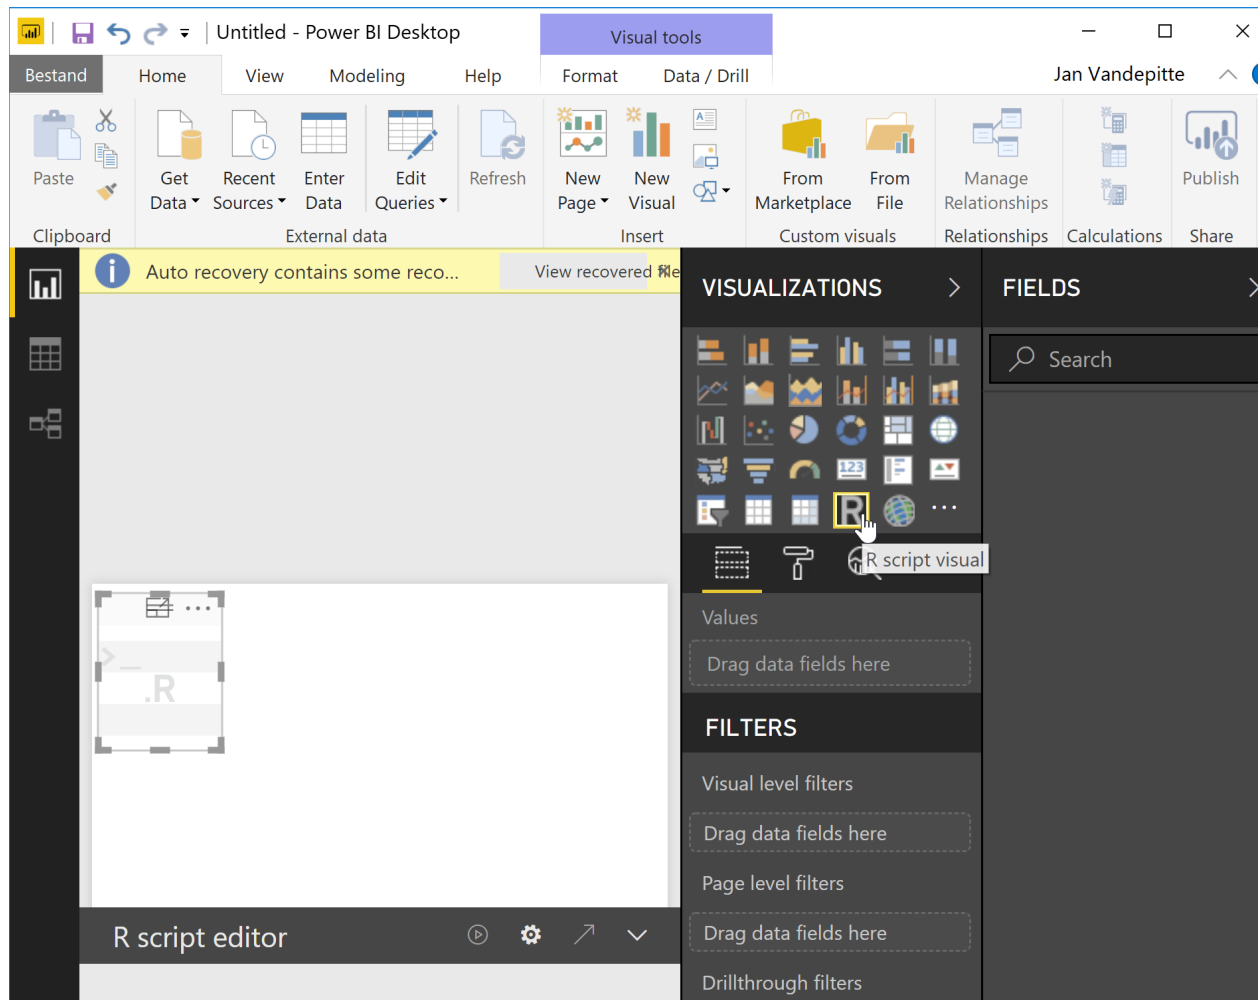 Untitled - Power BI Desktop
Visual tools
Bestand
Home
View
Modeling
Help
Format
Data / Drill
Jan Vandepitte
Paste
Get
Data
Recent
Sources
Enter
Data
Edit
Queries
Refresh
New
Page
New
Visual
A
From
Marketplace
From
File
Manage
Relationships
Publish
Clipboard
External data
Insert
Custom visuals
Relationships
Calculations
Share
i
Auto recovery contains some reco...
View recovered file
VISUALIZATIONS
FIELDS
Search
123
R
R script visual
>_
.R
Values
Drag data fields here
FILTERS
Visual level filters
Drag data fields here
Page level filters
Drag data fields here
Drillthrough filters
R script editor